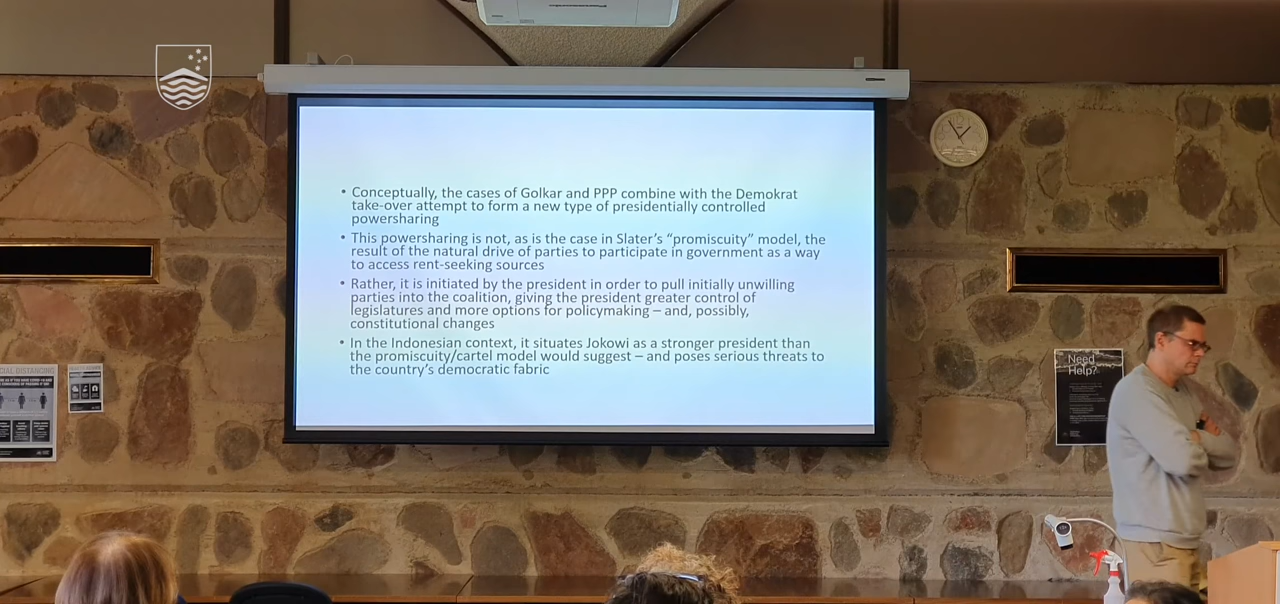 • Conceptually, the cases of Golkar and PPP combine with the Demokrat
take-over attempt to form a new type of presidentially controlled
powersharing
• This powersharing is not, as is the case in Slater's "promiscuity" model, the
result of the natural drive of parties to participate in government as a way
to access rent-seeking sources
• Rather, it is initiated by the president in order to pull initially unwilling
parties into the coalition, giving the president greater control of
legislatures and more options for policymaking – and, possibly,
constitutional changes
• In the Indonesian context, it situates Jokowi as a stronger president than
the promiscuity/cartel model would suggest – and poses serious threats to
the country's democratic fabric
Need
Help?
DISTANCING